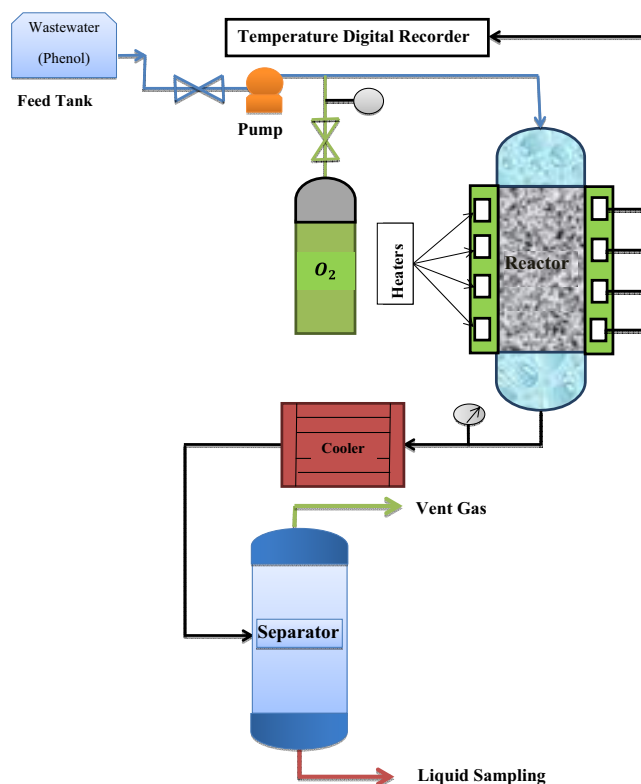 Wastewater
(Phenol)
Feed Tank
Temperature Digital Recorder
Pump
O₂
Heaters
Reactor
Cooler
Vent Gas
Separator
Liquid Sampling